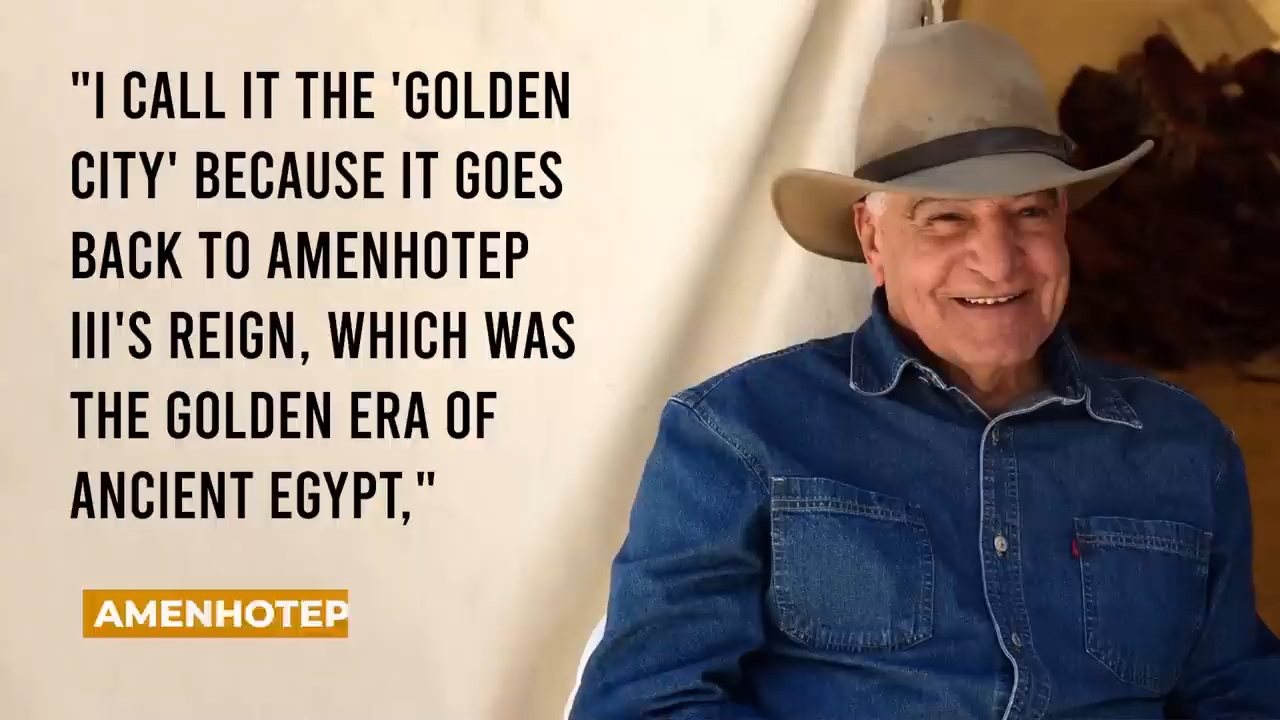 "I CALL IT THE 'GOLDEN
CITY' BECAUSE IT GOES
BACK TO AMENHOTEP
III'S REIGN, WHICH WAS
THE GOLDEN ERA OF
ANCIENT EGYPT,"
AMENHOTEP